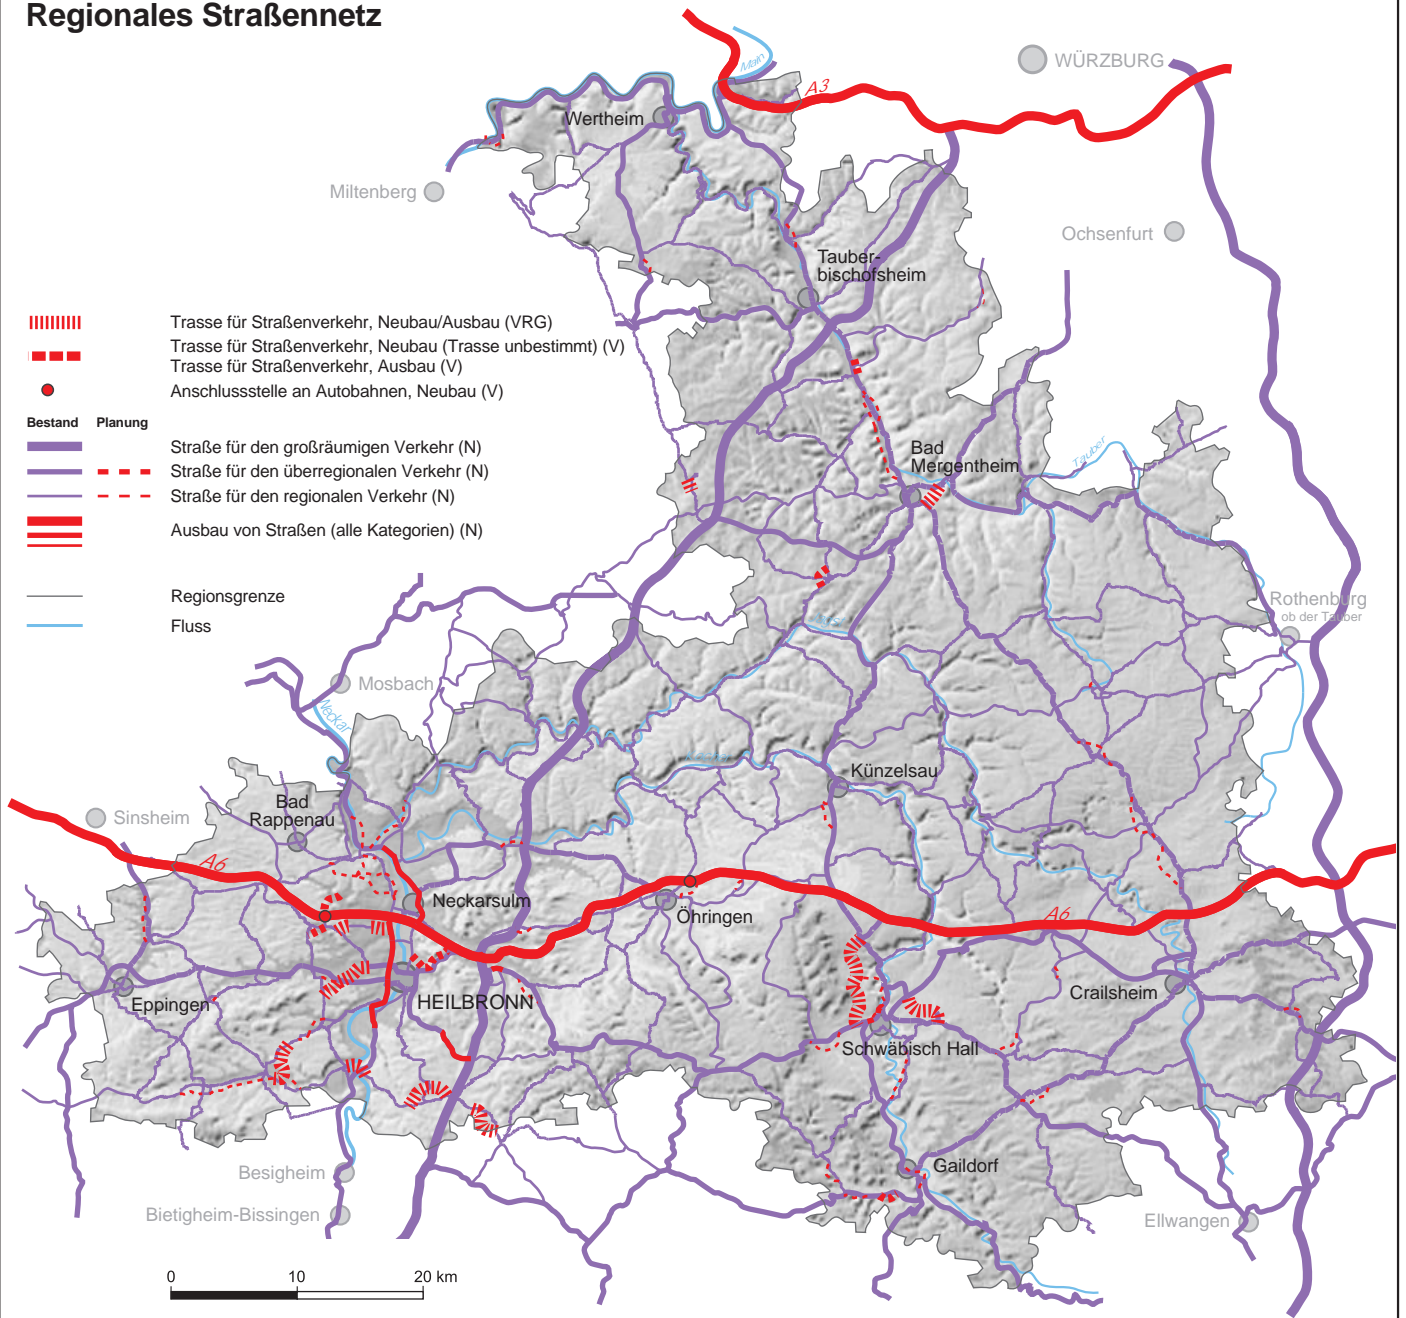 Regionales Straßennetz
WÜRZBURG
Main
A3
Wertheim
Miltenberg
Ochsenfurt
Tauber-
bischofsheim
Trasse für Straßenverkehr, Neubau/Ausbau (VRG)
Trasse für Straßenverkehr, Neubau (Trasse unbestimmt) (V)
Trasse für Straßenverkehr, Ausbau (V)
Anschlussstelle an Autobahnen, Neubau (V)
Bestand Planung
Straße für den großräumigen Verkehr (N)
Straße für den überregionalen Verkehr (N)
Straße für den regionalen Verkehr (N)
Ausbau von Straßen (alle Kategorien) (N)
Regionsgrenze
Fluss
Bad
Mergentheim
Tauber
Rothenburg
ob der Tauber
Mosbach
Neckar
Künzelsau
Bad
Rappenau
Sinsheim
A6
Neckarsulm
Öhringen
A6
Eppingen
HEILBRONN
Crailsheim
Schwäbisch Hall
Gaildorf
Besigheim
Bietigheim-Bissingen
Ellwangen
0 10 20 km